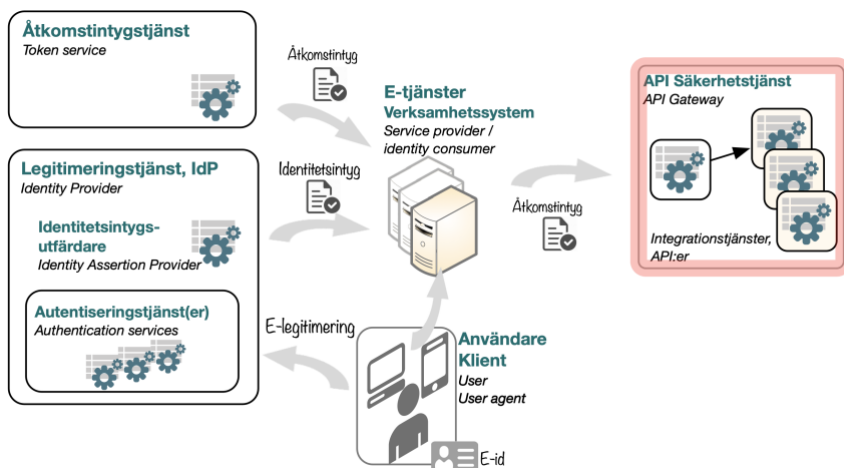 Åtkomstintygstjänst
Token service
Åtkomstintyg
E-tjänster
Verksamhetssystem
Service provider /
identity consumer
API Säkerhetstjänst
API Gateway
Legitimeringstjänst, IdP
Identity Provider
Identitetsintyg
Identitetsintygs-
utfärdare
Identity Assertion Provider
Åtkomstintyg
Integrationstjänster,
API:er
Autentiseringstjänst(er)
Authentication services
E-legitimering
Användare
Klient
User
User agent
E-id